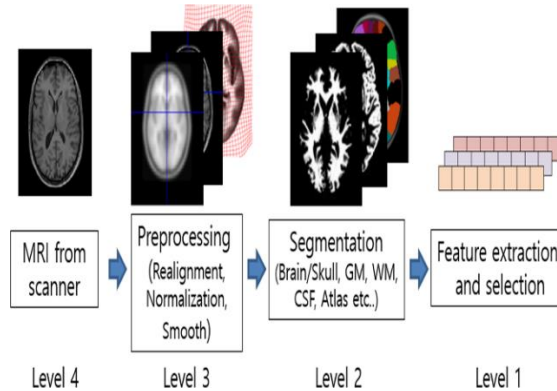 MRI from
scanner
Preprocessing
(Realignment,
Normalization,
Smooth)
Segmentation
(Brain/Skull, GM, WM,
CSF, Atlas etc..)
Feature extraction
and selection
Level 4
Level 3
Level 2
Level 1